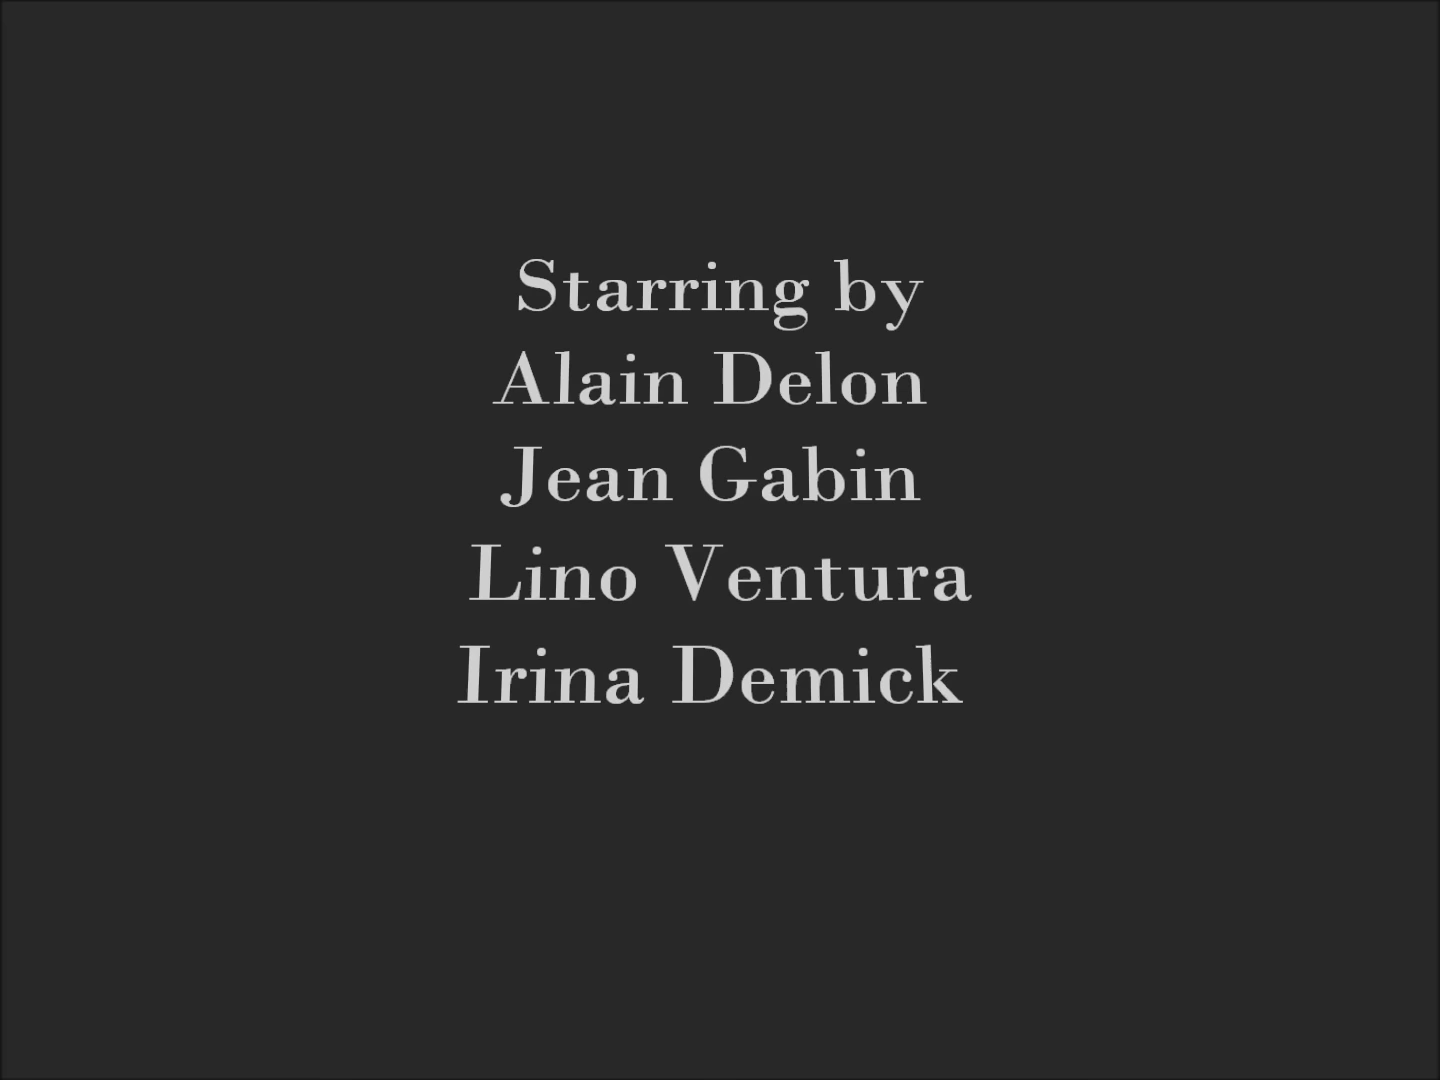 Starring by
Alain Delon
Jean Gabin
Lino Ventura
Irina Demick